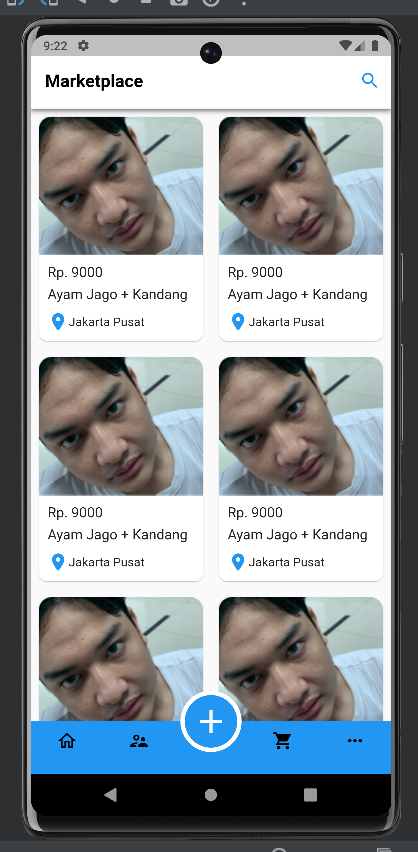 9:22
Marketplace
Rp. 9000
Ayam Jago + Kandang
Jakarta Pusat
Rp. 9000
Ayam Jago + Kandang
Jakarta Pusat
Rp. 9000
Ayam Jago + Kandang
Jakarta Pusat
Rp. 9000
Ayam Jago + Kandang
Jakarta Pusat